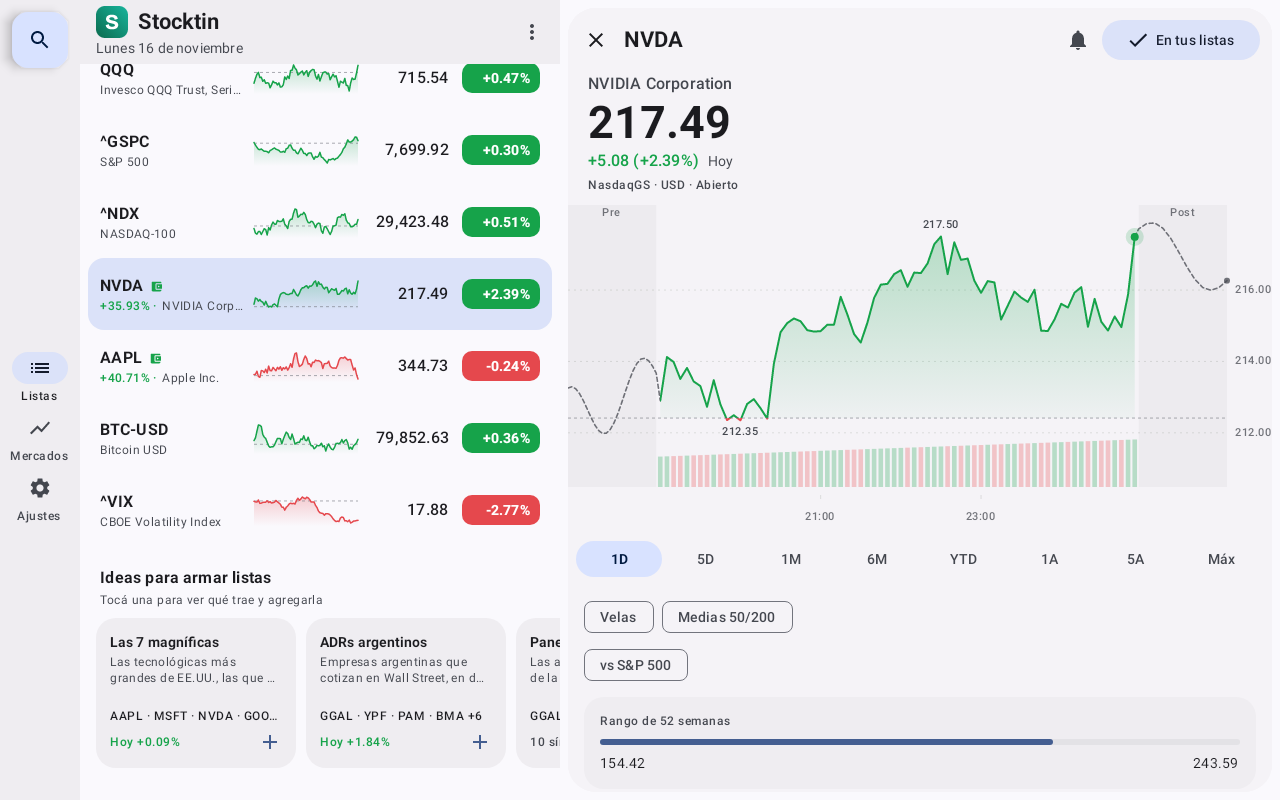 S Stocktin
Lunes 16 de noviembre
Listas
Mercados
Ajustes
QQQ
Invesco QQQ Trust, Seri…
715.54
+0.47%
^GSPC
S&P 500
7,699.92
+0.30%
^NDX
NASDAQ-100
29,423.48
+0.51%
NVDA
+35.93% · NVIDIA Corp…
217.49
+2.39%
AAPL
+40.71% · Apple Inc.
344.73
-0.24%
BTC-USD
Bitcoin USD
79,852.63
+0.36%
^VIX
CBOE Volatility Index
17.88
-2.77%
Ideas para armar listas
Tocá una para ver qué trae y agregarla
Las 7 magníficas
Las tecnológicas más
grandes de EE.UU., las que …
AAPL · MSFT · NVDA · GOO…
Hoy +0.09%
ADRs argentinos
Empresas argentinas que
cotizan en Wall Street, en d…
GGAL · YPF · PAM · BMA +6
Hoy +1.84%
Pane
Las a
de la
GGAL
10 sí
NVDA
En tus listas
NVIDIA Corporation
217.49
+5.08 (+2.39%) Hoy
NasdaqGS · USD · Abierto
Pre
Post
217.50
216.00
214.00
212.35
212.00
21:00
23:00
1D
5D
1M
6M
YTD
1A
5A
Máx
Velas
Medias 50/200
vs S&P 500
Rango de 52 semanas
154.42
243.59